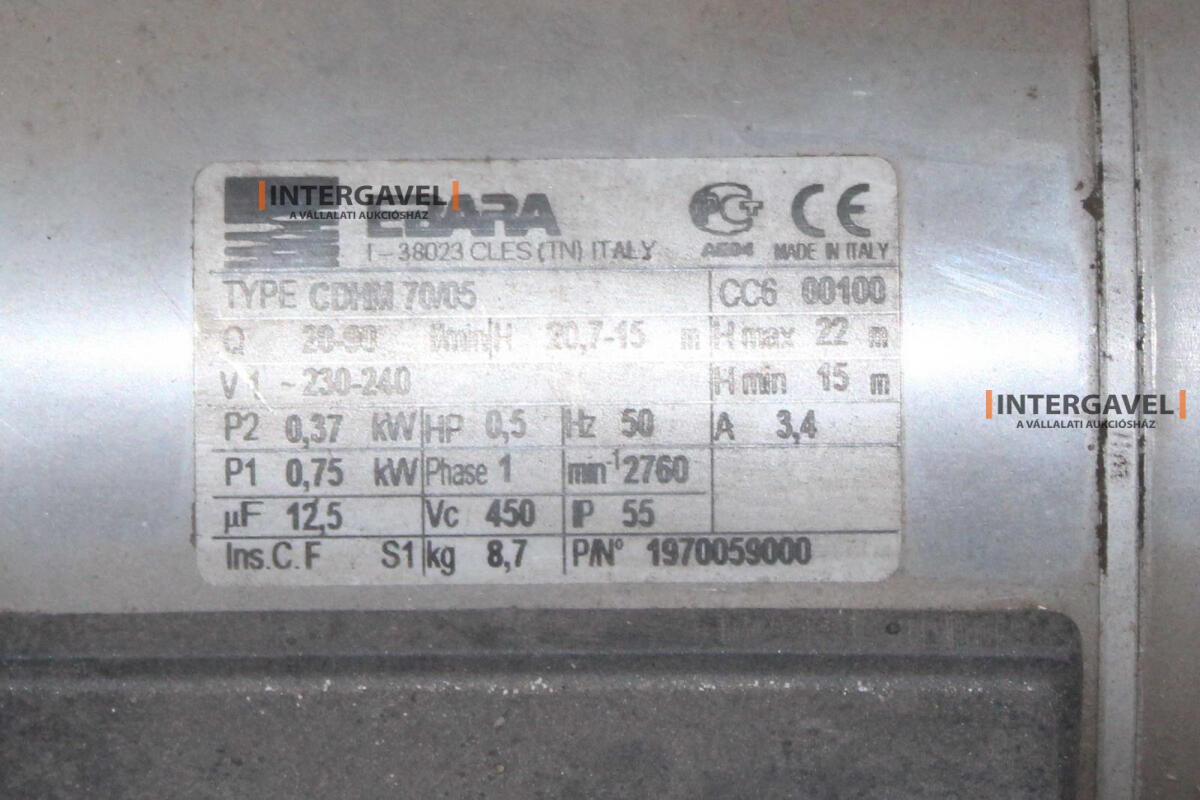 INTERGAVEL
A VÁLLALATI AUKCIÓSHÁZ
EBARA
I-38023 CLES (TN) ITALY
PCT
AE04
CE
MADE IN ITALY
TYPE CDHM 70/05 CC6 00100
Q 20-90 l/min H 20,7-15 m H max 22 m
V 1 ~230-240 H min 15 m
P2 0,37 kW HP 0,5 Hz 50 A 3,4
P1 0,75 kW Phase 1 min-1 2760
µF 12,5 Vc 450 IP 55
Ins.C. F S1 kg 8,7 P/N° 1970059000
INTERGAVEL
A VÁLLALATI AUKCIÓSHÁZ